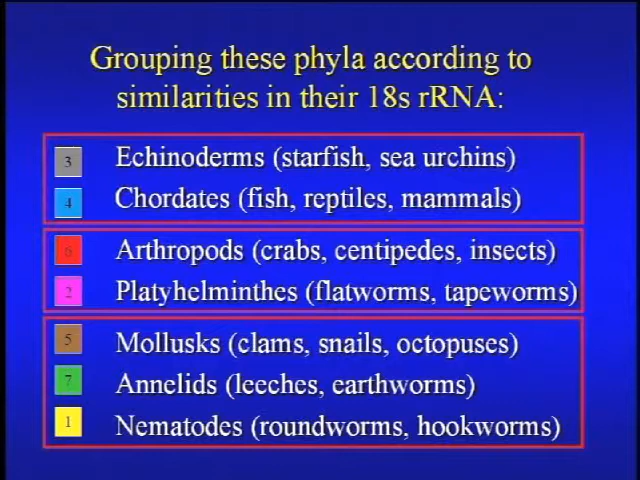 Grouping these phyla according to
similarities in their 18s rRNA:
3 Echinoderms (starfish, sea urchins)
4 Chordates (fish, reptiles, mammals)
6 Arthropods (crabs, centipedes, insects)
2 Platyhelminthes (flatworms, tapeworms)
5 Mollusks (clams, snails, octopuses)
7 Annelids (leeches, earthworms)
1 Nematodes (roundworms, hookworms)